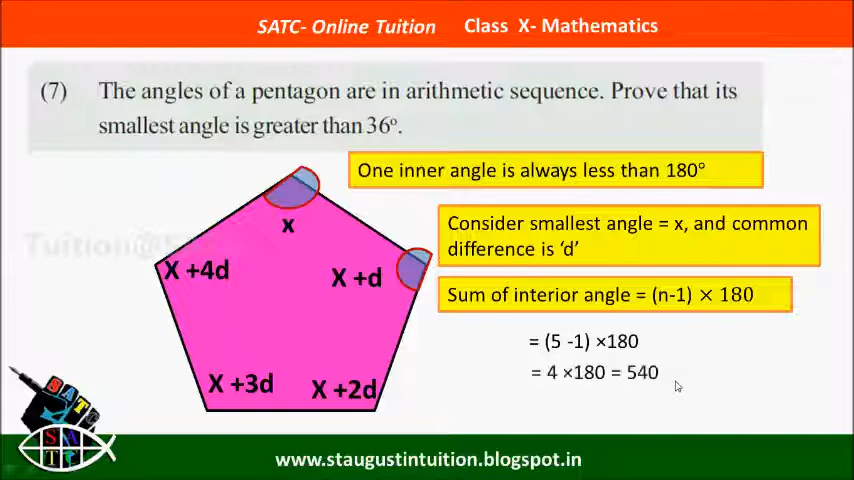 SATC- Online Tuition Class X- Mathematics
(7) The angles of a pentagon are in arithmetic sequence. Prove that its
smallest angle is greater than 36°.
One inner angle is always less than 180°
x
Consider smallest angle = x, and common
difference is ‘d’
Tuition@S
X +4d
X +d
Sum of interior angle = (n-1) × 180
= (5 -1) ×180
= 4 ×180 = 540
X +3d
X +2d
SATC
S A
T T
www.staugustintuition.blogspot.in